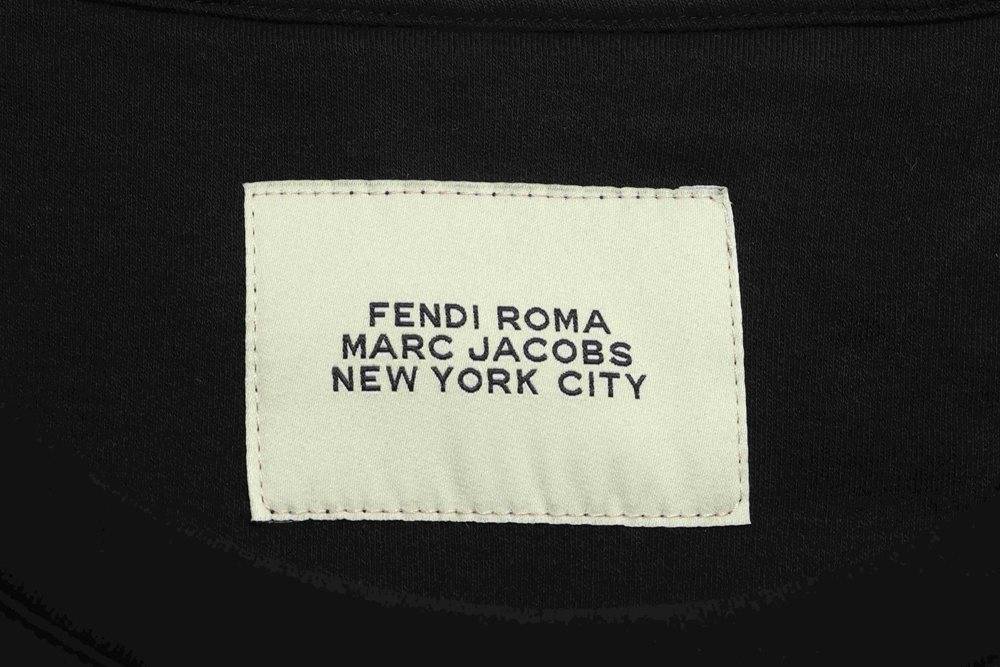 FENDI ROMA
MARC JACOBS
NEW YORK CITY